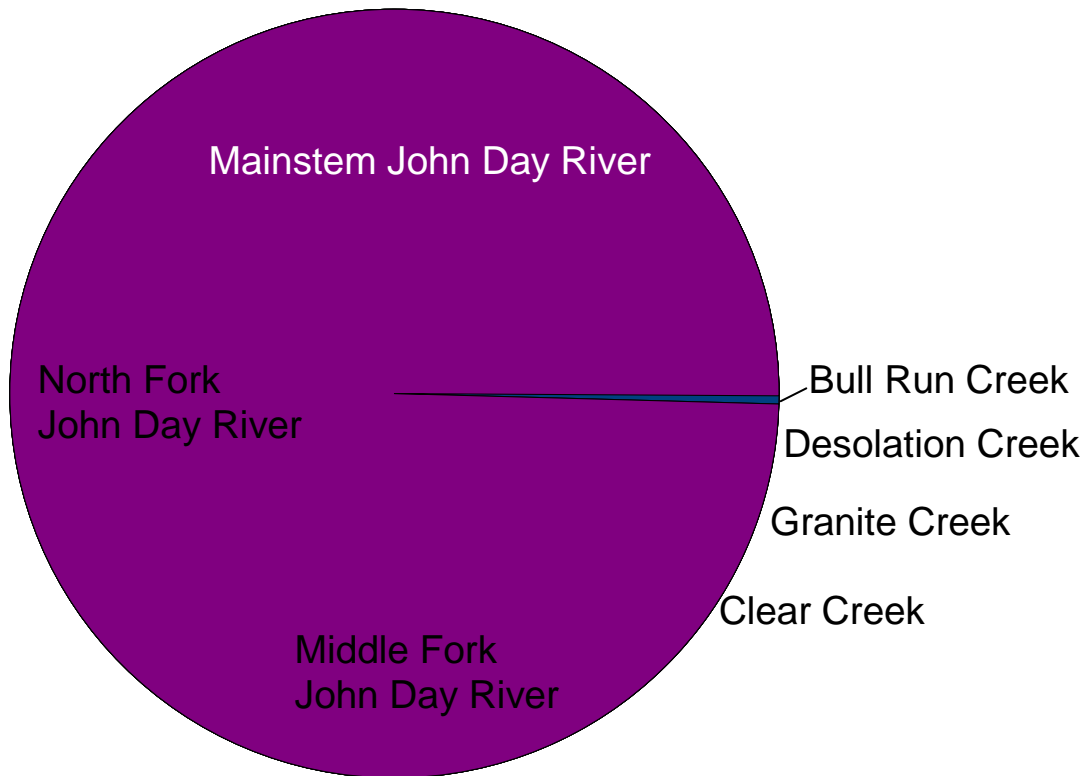 Mainstem John Day River
North Fork
John Day River
Bull Run Creek
Desolation Creek
Granite Creek
Clear Creek
Middle Fork
John Day River